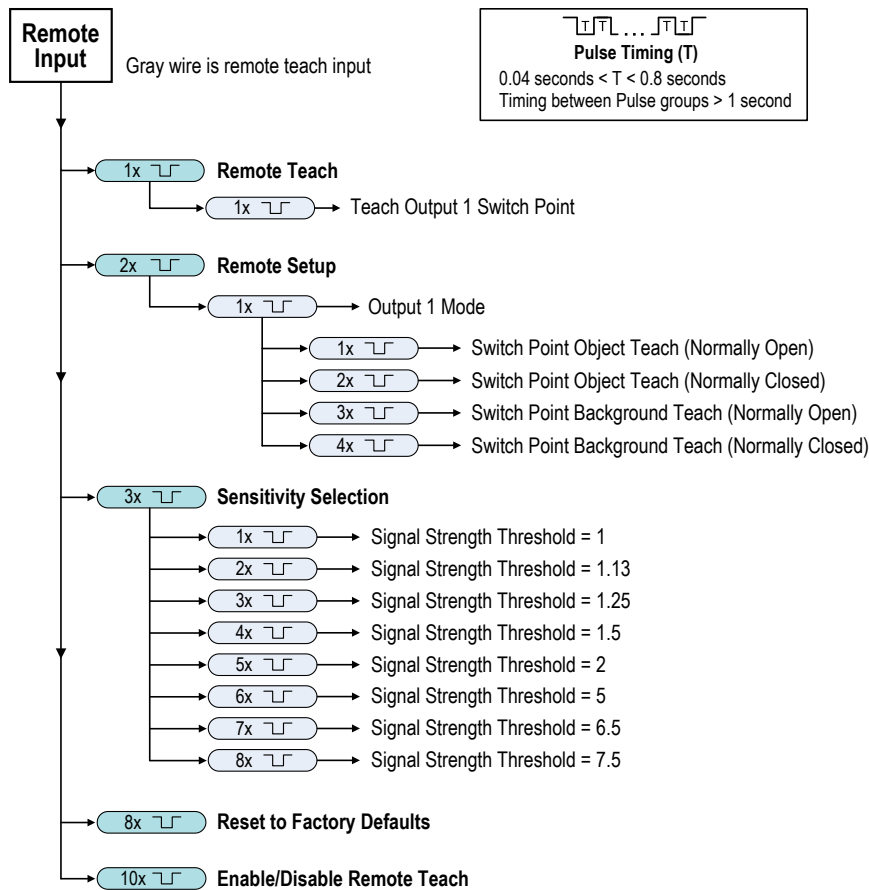 Remote
Input
Gray wire is remote teach input
T T ... T T
Pulse Timing (T)
0.04 seconds < T < 0.8 seconds
Timing between Pulse groups > 1 second
1x Remote Teach
1x Teach Output 1 Switch Point
2x Remote Setup
1x Output 1 Mode
1x Switch Point Object Teach (Normally Open)
2x Switch Point Object Teach (Normally Closed)
3x Switch Point Background Teach (Normally Open)
4x Switch Point Background Teach (Normally Closed)
3x Sensitivity Selection
1x Signal Strength Threshold = 1
2x Signal Strength Threshold = 1.13
3x Signal Strength Threshold = 1.25
4x Signal Strength Threshold = 1.5
5x Signal Strength Threshold = 2
6x Signal Strength Threshold = 5
7x Signal Strength Threshold = 6.5
8x Signal Strength Threshold = 7.5
8x Reset to Factory Defaults
10x Enable/Disable Remote Teach